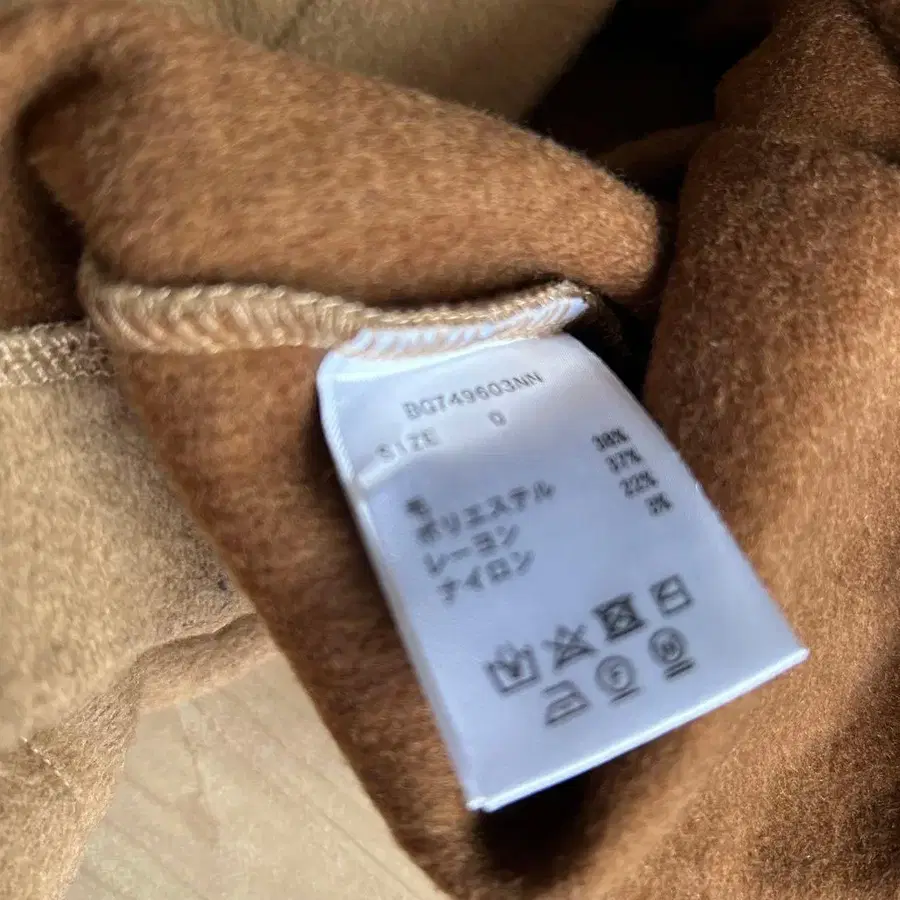 BG749603NN
SIZE 0
毛 38%
ポリエステル 37%
レーヨン 22%
ナイロン 3%
F W